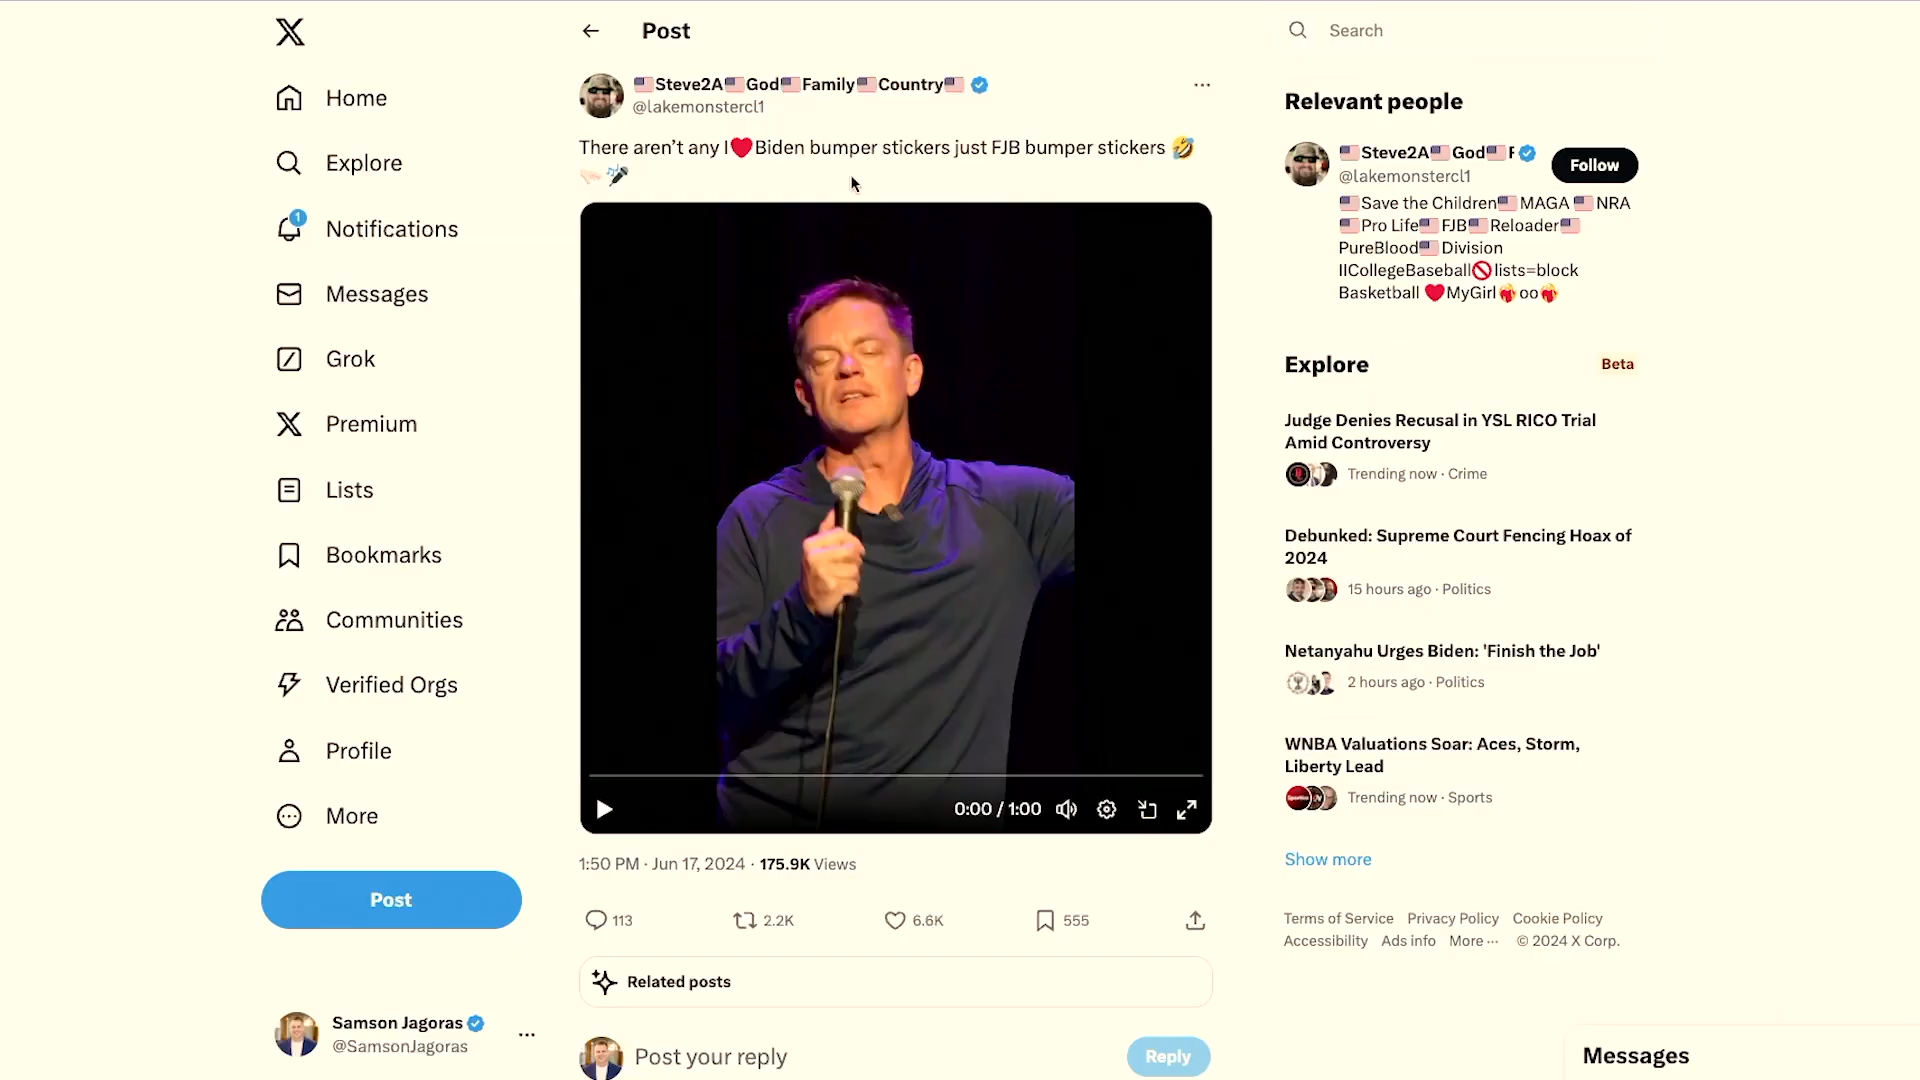 Home
Explore
1
Notifications
Messages
Grok
Premium
Lists
Bookmarks
Communities
Verified Orgs
Profile
More
Post
Samson Jagoras
@SamsonJagoras
Post
🇺🇸Steve2A🇺🇸God🇺🇸Family🇺🇸Country🇺🇸
@lakemonstercl1
There aren’t any I❤️Biden bumper stickers just FJB bumper stickers 🤣
0:00 / 1:00
1:50 PM · Jun 17, 2024 · 175.9K Views
113 2.2K 6.6K 555
Related posts
Post your reply
Reply
Search
Relevant people
🇺🇸Steve2A🇺🇸God🇺🇸F
@lakemonstercl1
Follow
🇺🇸Save the Children🇺🇸MAGA 🇺🇸NRA
🇺🇸Pro Life🇺🇸FJB🇺🇸Reloader🇺🇸
PureBlood🇺🇸Division
IICollegeBaseball🚫lists=block
Basketball ❤️MyGirl❤️‍🔥oo❤️‍🔥
Explore
Beta
Judge Denies Recusal in YSL RICO Trial
Amid Controversy
Trending now · Crime
Debunked: Supreme Court Fencing Hoax of
2024
15 hours ago · Politics
Netanyahu Urges Biden: 'Finish the Job'
2 hours ago · Politics
WNBA Valuations Soar: Aces, Storm,
Liberty Lead
Trending now · Sports
Show more
Terms of Service Privacy Policy Cookie Policy
Accessibility Ads info More ··· © 2024 X Corp.
Messages